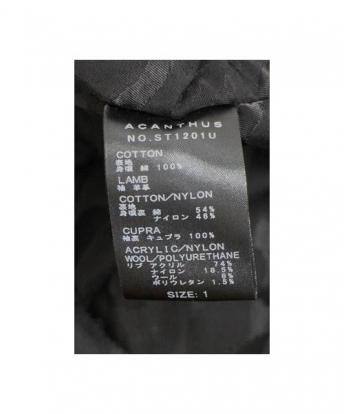 ACANTHUS
NO.ST1201U
COTTON
表地
身頃 綿 100%
LAMB
袖 羊革
COTTON/NYLON
裏地
身頃裏 綿 54%
ナイロン 46%
CUPRA
袖裏 キュプラ 100%
ACRYLIC/NYLON
WOOL/POLYURETHANE
リブ アクリル 74%
ナイロン 18.5%
ウール 6%
ポリウレタン 1.5%
SIZE: 1